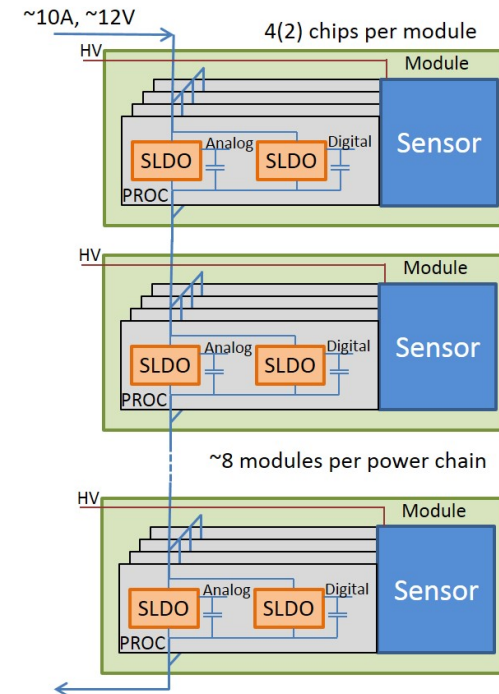 ~10A, ~12V
4(2) chips per module
HV
Module
Analog
Digital
SLDO
SLDO
Sensor
PROC
HV
Module
Analog
Digital
SLDO
SLDO
Sensor
PROC
~8 modules per power chain
HV
Module
Analog
Digital
SLDO
SLDO
Sensor
PROC